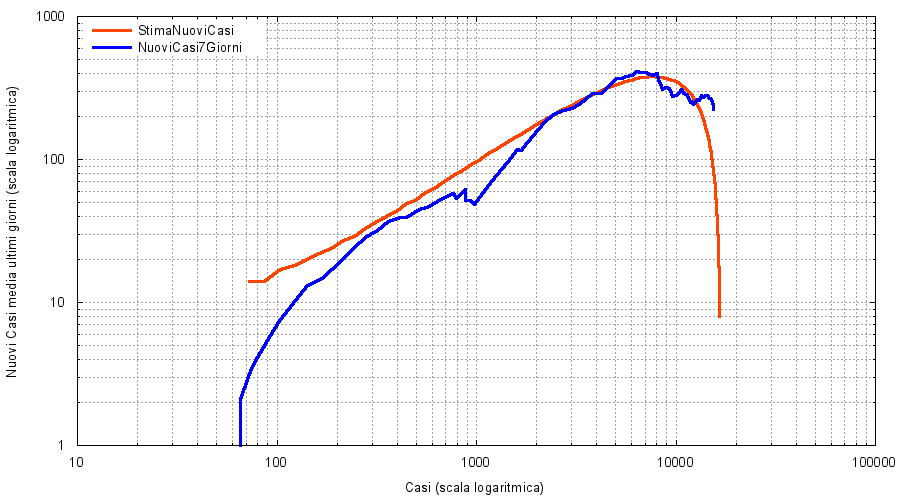 1000
StimaNuoviCasi
NuoviCasi7Giorni
100
10
1
10 100 1000 10000 100000
Nuovi Casi media ultimi giorni (scala logaritmica)
Casi (scala logaritmica)